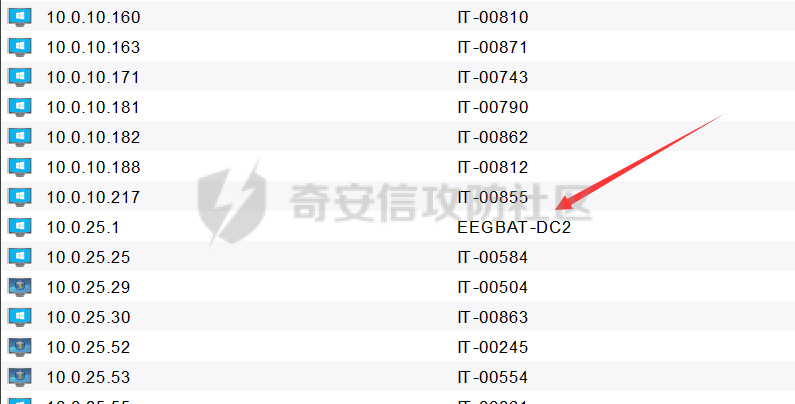 10.0.10.160 IT-00810
10.0.10.163 IT-00871
10.0.10.171 IT-00743
10.0.10.181 IT-00790
10.0.10.182 IT-00862
10.0.10.188 IT-00812
10.0.10.217 IT-00855
奇安信攻防社区
10.0.25.1 EEGBAT-DC2
10.0.25.25 IT-00584
10.0.25.29 IT-00504
10.0.25.30 IT-00863
10.0.25.52 IT-00245
10.0.25.53 IT-00554